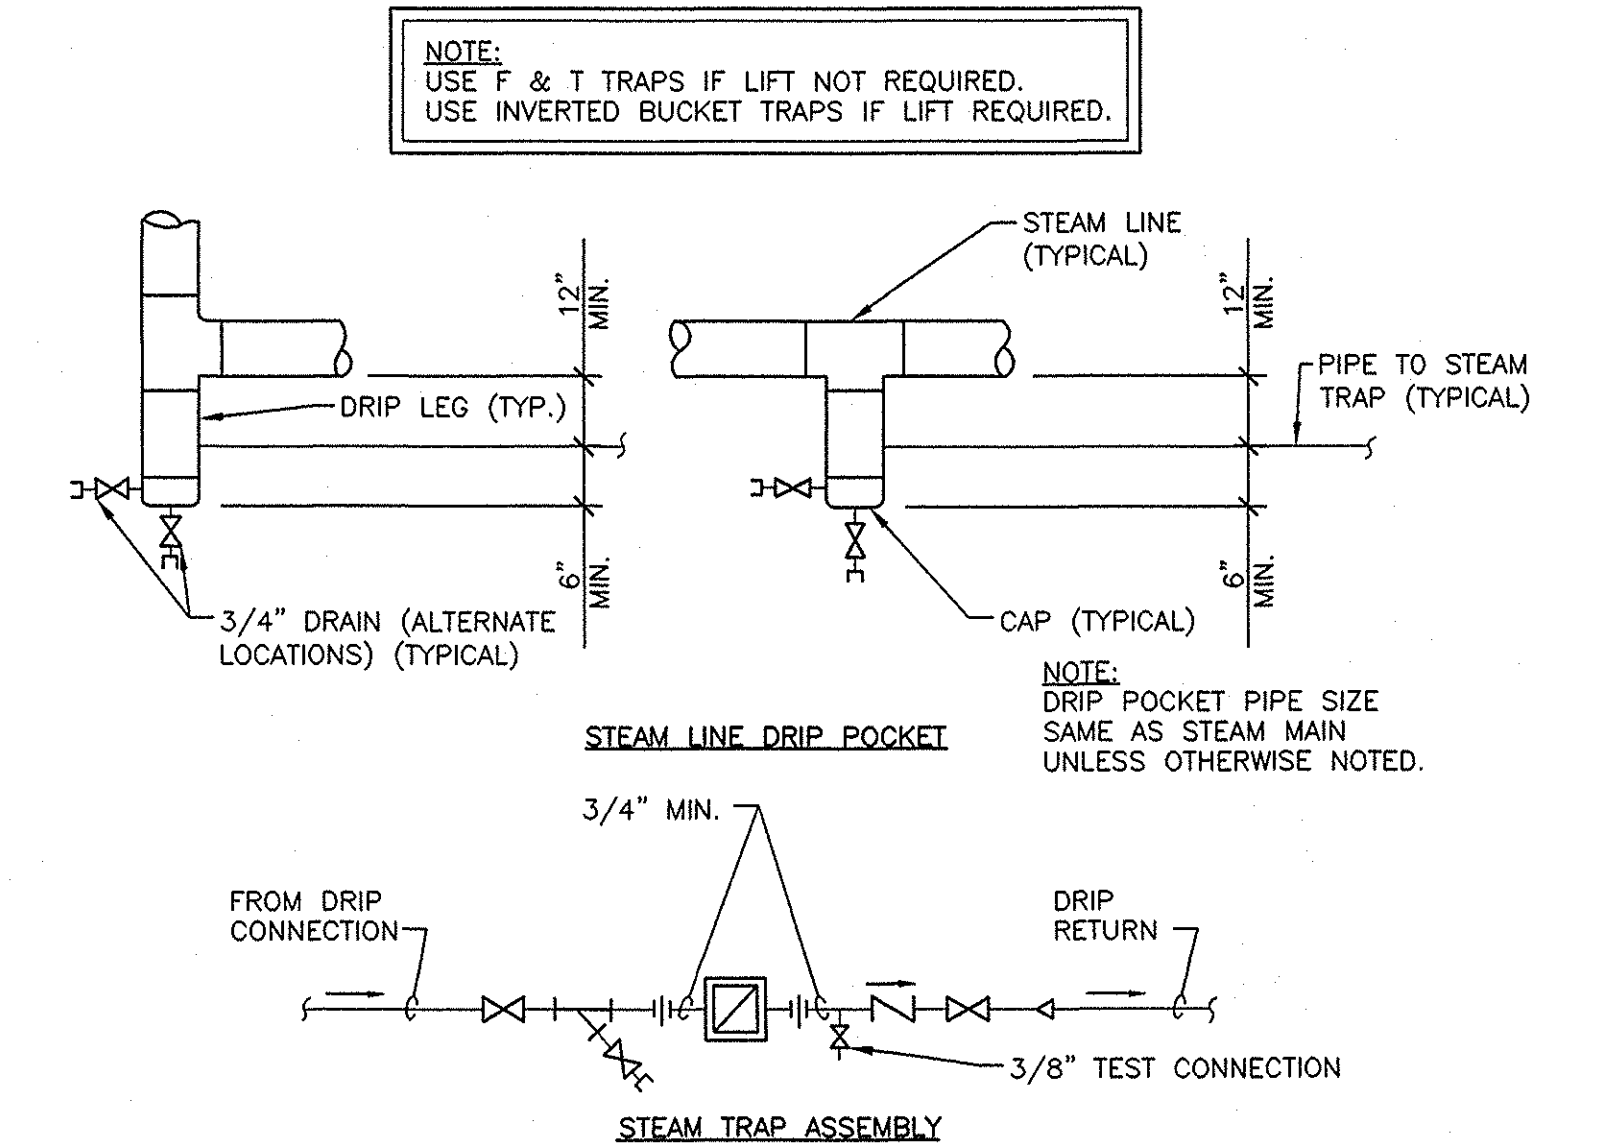 NOTE:
USE F & T TRAPS IF LIFT NOT REQUIRED.
USE INVERTED BUCKET TRAPS IF LIFT REQUIRED.
STEAM LINE
(TYPICAL)
12"
MIN.
12"
MIN.
PIPE TO STEAM
TRAP (TYPICAL)
DRIP LEG (TYP.)
6"
MIN.
6"
MIN.
3/4" DRAIN (ALTERNATE
LOCATIONS) (TYPICAL)
CAP (TYPICAL)
NOTE:
DRIP POCKET PIPE SIZE
SAME AS STEAM MAIN
UNLESS OTHERWISE NOTED.
STEAM LINE DRIP POCKET
3/4" MIN.
FROM DRIP
CONNECTION
DRIP
RETURN
3/8" TEST CONNECTION
STEAM TRAP ASSEMBLY